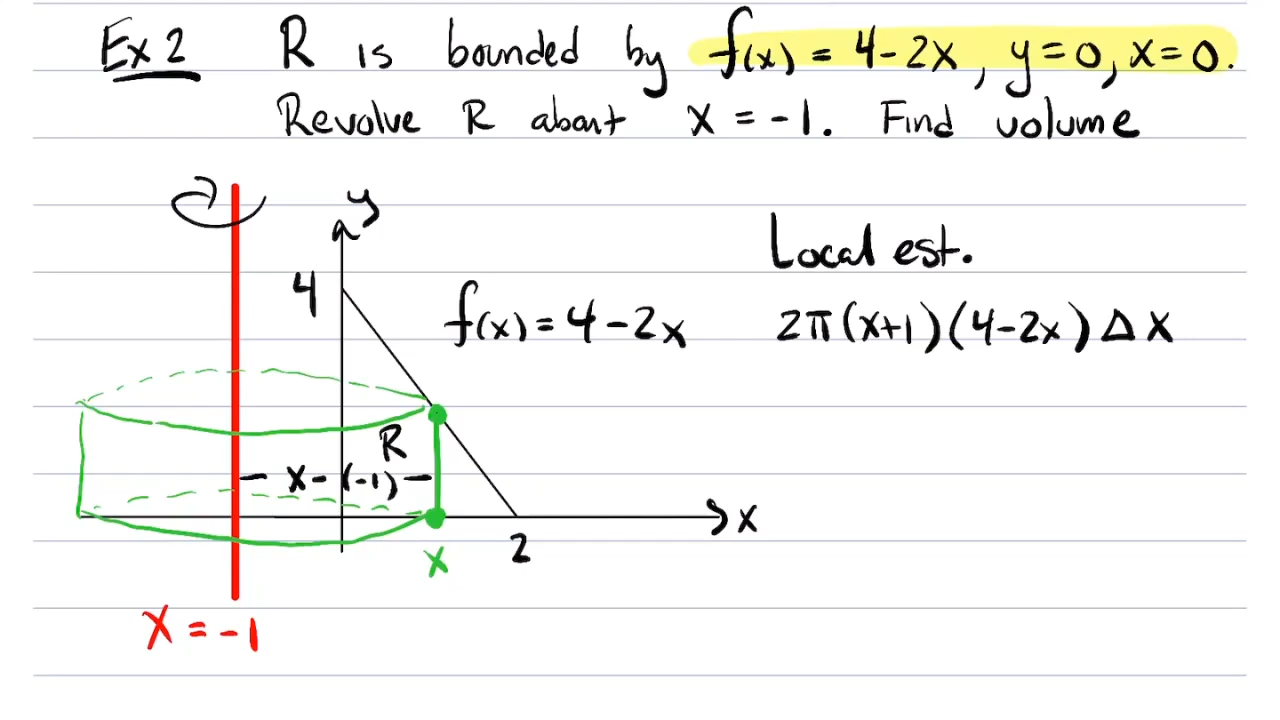 Ex 2 R is bounded by f(x) = 4-2x, y=0, x=0.
Revolve R about x = -1. Find volume
y
Local est.
4
f(x) = 4-2x
2π(x+1)(4-2x)Δx
R
x-(-1)
x
x
2
x = -1